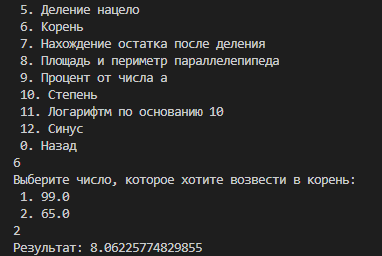 5. Деление нацело
6. Корень
7. Нахождение остатка после деления
8. Площадь и периметр параллелепипеда
9. Процент от числа a
10. Степень
11. Логарифтм по основанию 10
12. Синус
0. Назад
6
Выберите число, которое хотите возвести в корень:
1. 99.0
2. 65.0
2
Результат: 8.06225774829855